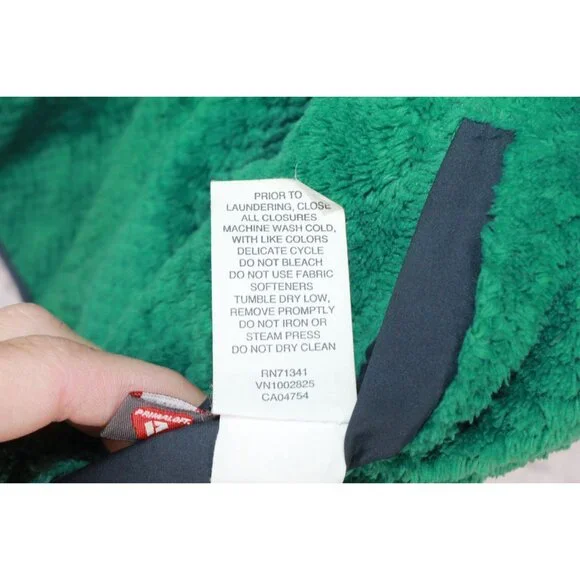 PRIOR TO
LAUNDERING, CLOSE
ALL CLOSURES
MACHINE WASH COLD,
WITH LIKE COLORS
DELICATE CYCLE
DO NOT BLEACH
DO NOT USE FABRIC
SOFTENERS
TUMBLE DRY LOW,
REMOVE PROMPTLY
DO NOT IRON OR
STEAM PRESS
DO NOT DRY CLEAN
RN71341
VN1002825
CA04754
PRIMALOFT